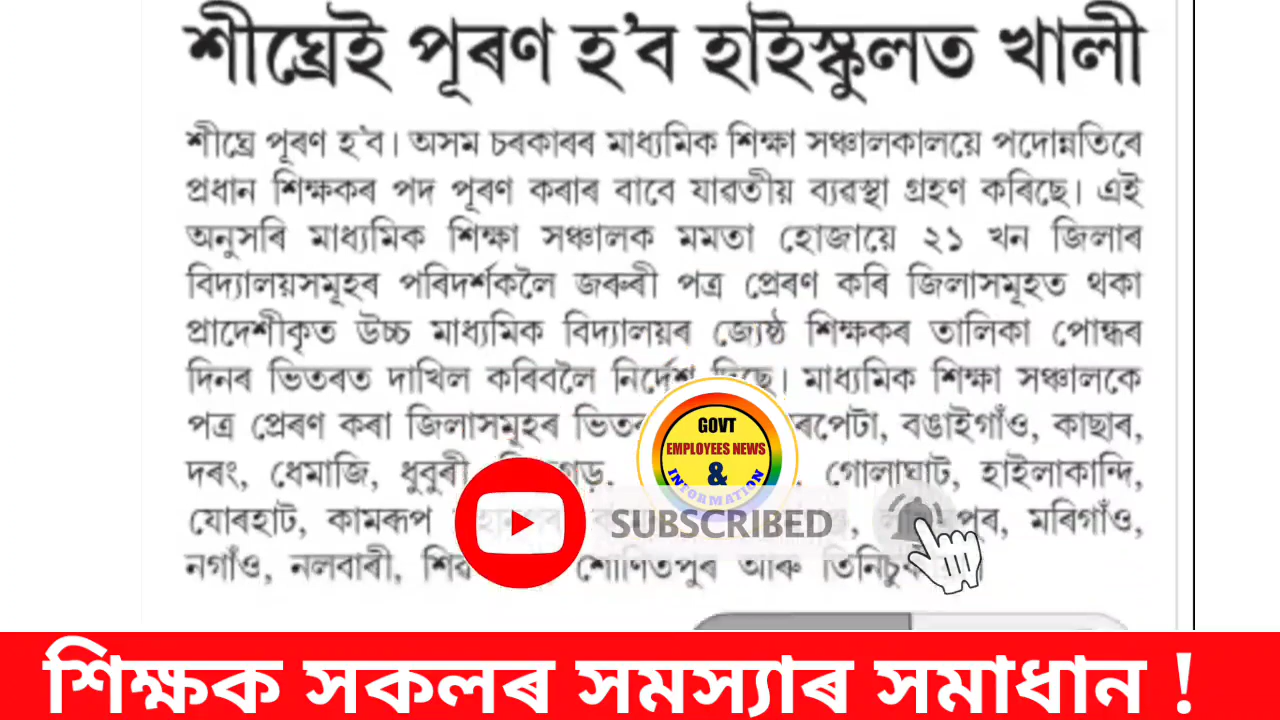 শীঘ্ৰেই পূৰণ হ'ব হাইস্কুলত খালী
শীঘ্ৰে পূৰণ হ'ব। অসম চৰকাৰৰ মাধ্যমিক শিক্ষা সঞ্চালকালয়ে পদোন্নতিৰে
প্ৰধান শিক্ষকৰ পদ পূৰণ কৰাৰ বাবে যাৱতীয় ব্যৱস্থা গ্ৰহণ কৰিছে। এই
অনুসৰি মাধ্যমিক শিক্ষা সঞ্চালক মমতা হোজায়ে ২১ খন জিলাৰ
বিদ্যালয়সমূহৰ পৰিদৰ্শকলৈ জৰুৰী পত্ৰ প্ৰেৰণ কৰি জিলাসমূহত থকা
প্ৰাদেশীকৃত উচ্চ মাধ্যমিক বিদ্যালয়ৰ জ্যেষ্ঠ শিক্ষকৰ তালিকা পোন্ধৰ
দিনৰ ভিতৰত দাখিল কৰিবলৈ নিৰ্দেশ দিছে। মাধ্যমিক শিক্ষা সঞ্চালকে
পত্ৰ প্ৰেৰণ কৰা জিলাসমূহৰ বঙাইগাঁও, কাছাৰ,
দৰং, ধেমাজি, ধুবুৰী গোলাঘাট, হাইলাকান্দি,
যোৰহাট, কামৰূপ মৰিগাঁও,
নগাঁও, নলবাৰী, শোণিতপুৰ আৰু
GOVT
EMPLOYEES NEWS
&
INFORMATION
SUBSCRIBED
শিক্ষক সকলৰ সমস্যাৰ সমাধান !